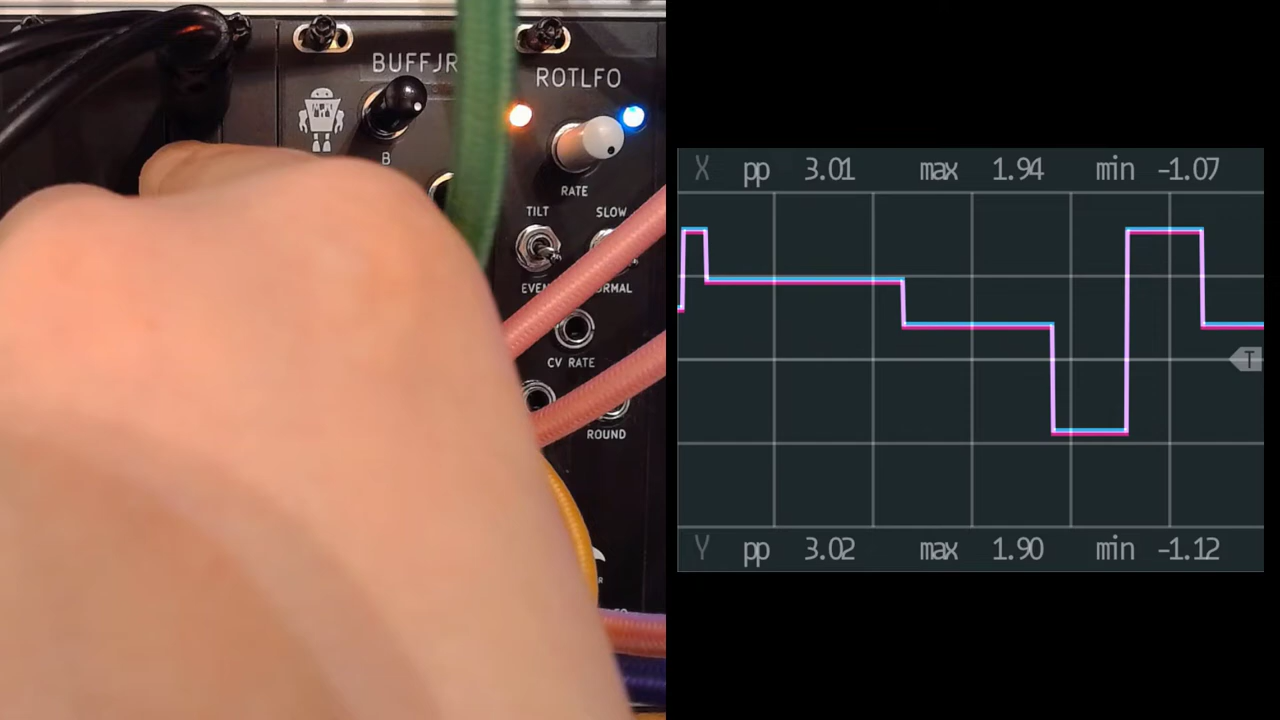 BUFFJR
ROTLFO
B
RATE
TILT
SLOW
EVEN
ORMAL
CV RATE
ROUND
X pp 3.01 max 1.94 min -1.07
T
Y pp 3.02 max 1.90 min -1.12